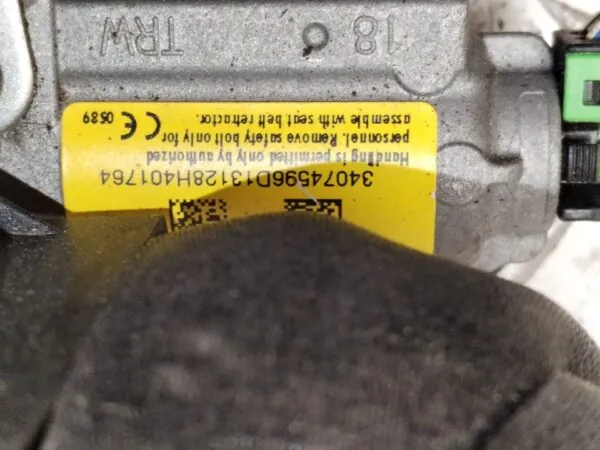 340745596D13128H401764
Handling is permitted only by authorized
personnel. Remove safety bolt only for
assemble with seat belt retractor.
CE 0589
18
TRW